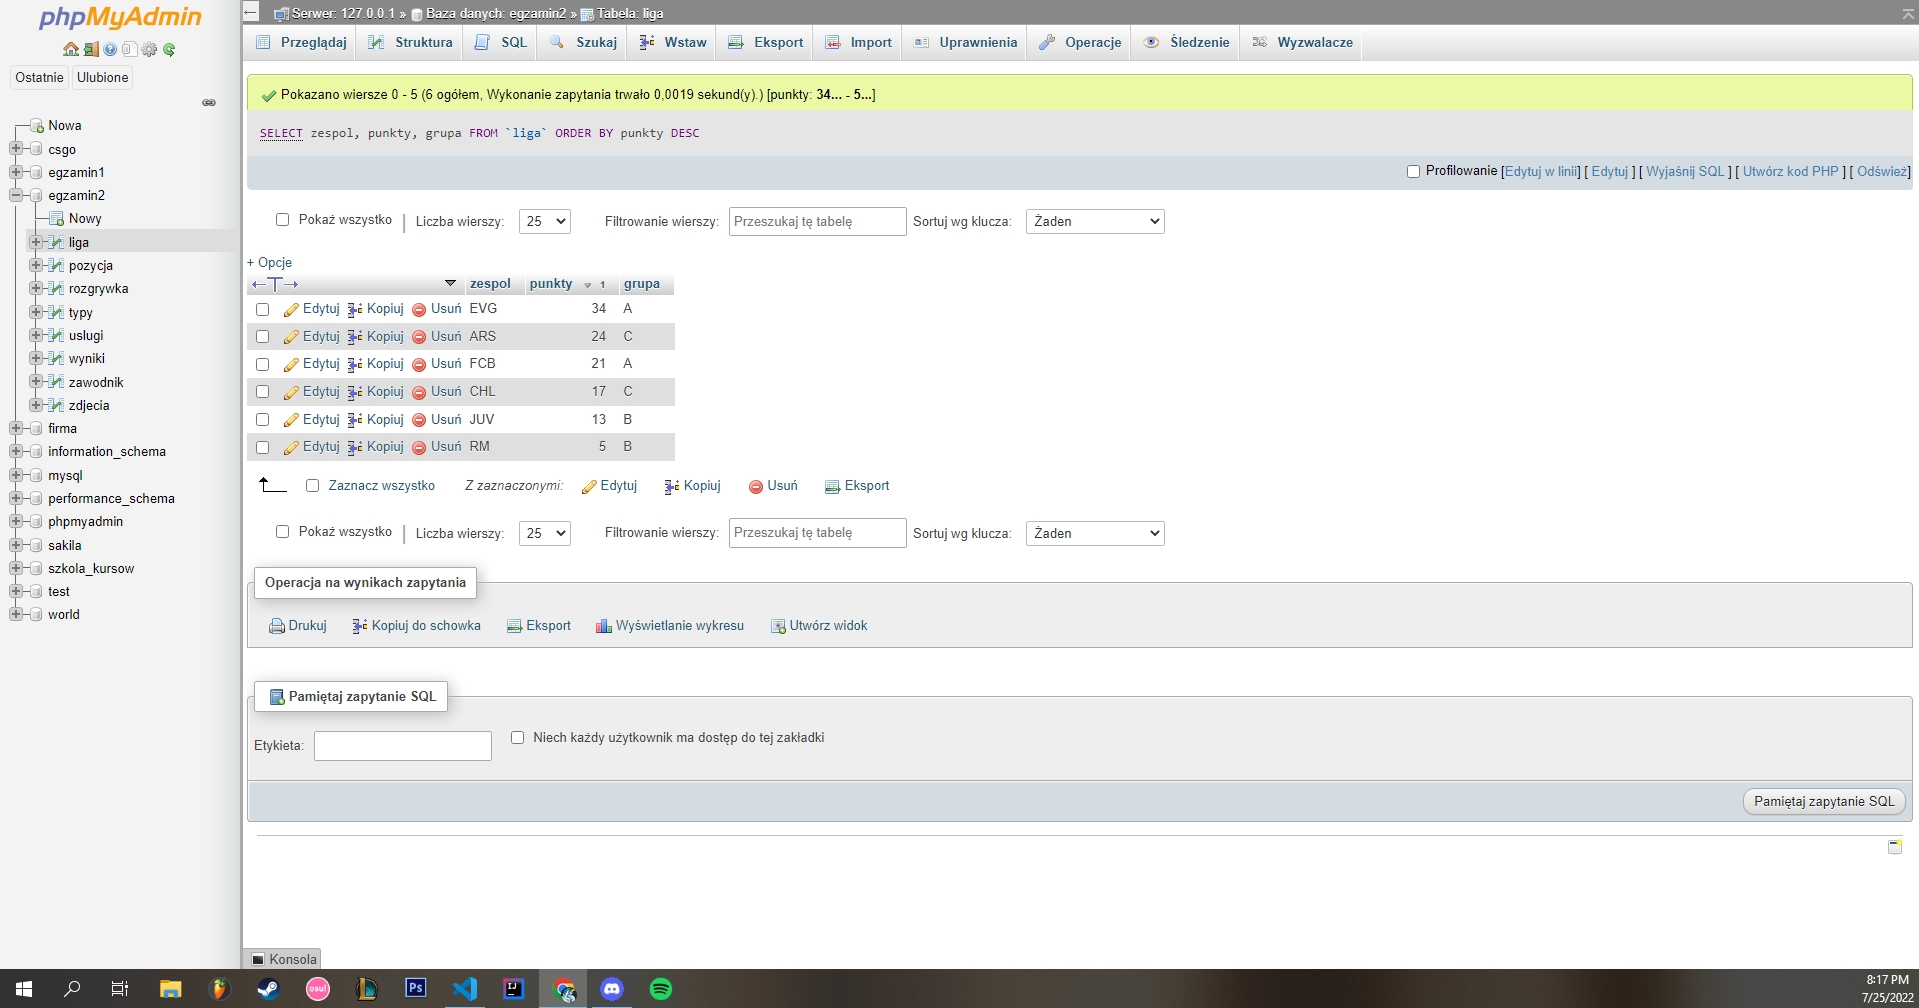 phpMyAdmin
Ostatnie Ulubione
Nowa
csgo
egzamin1
egzamin2
Nowy
liga
pozycja
rozgrywka
typy
uslugi
wyniki
zawodnik
zdjecia
firma
information_schema
mysql
performance_schema
phpmyadmin
sakila
szkola_kursow
test
world
Serwer: 127.0.0.1 » Baza danych: egzamin2 » Tabela: liga
Przeglądaj Struktura SQL Szukaj Wstaw Eksport Import Uprawnienia Operacje Śledzenie Wyzwalacze
Pokazano wiersze 0 - 5 (6 ogółem, Wykonanie zapytania trwało 0,0019 sekund(y).) [punkty: 34... - 5...]
SELECT zespol, punkty, grupa FROM `liga` ORDER BY punkty DESC
Profilowanie [Edytuj w linii] [ Edytuj ] [ Wyjaśnij SQL ] [ Utwórz kod PHP ] [ Odśwież]
Pokaż wszystko | Liczba wierszy: 25 Filtrowanie wierszy: Przeszukaj tę tabelę Sortuj wg klucza: Żaden
+ Opcje
←T→ zespol punkty 1 grupa
Edytuj Kopiuj Usuń EVG 34 A
Edytuj Kopiuj Usuń ARS 24 C
Edytuj Kopiuj Usuń FCB 21 A
Edytuj Kopiuj Usuń CHL 17 C
Edytuj Kopiuj Usuń JUV 13 B
Edytuj Kopiuj Usuń RM 5 B
Zaznacz wszystko Z zaznaczonymi: Edytuj Kopiuj Usuń Eksport
Pokaż wszystko | Liczba wierszy: 25 Filtrowanie wierszy: Przeszukaj tę tabelę Sortuj wg klucza: Żaden
Operacja na wynikach zapytania
Drukuj Kopiuj do schowka Eksport Wyświetlanie wykresu Utwórz widok
Pamiętaj zapytanie SQL
Etykieta: Niech każdy użytkownik ma dostęp do tej zakładki
Pamiętaj zapytanie SQL
Konsola
osu! Ps IJ
8:17 PM
7/25/2022